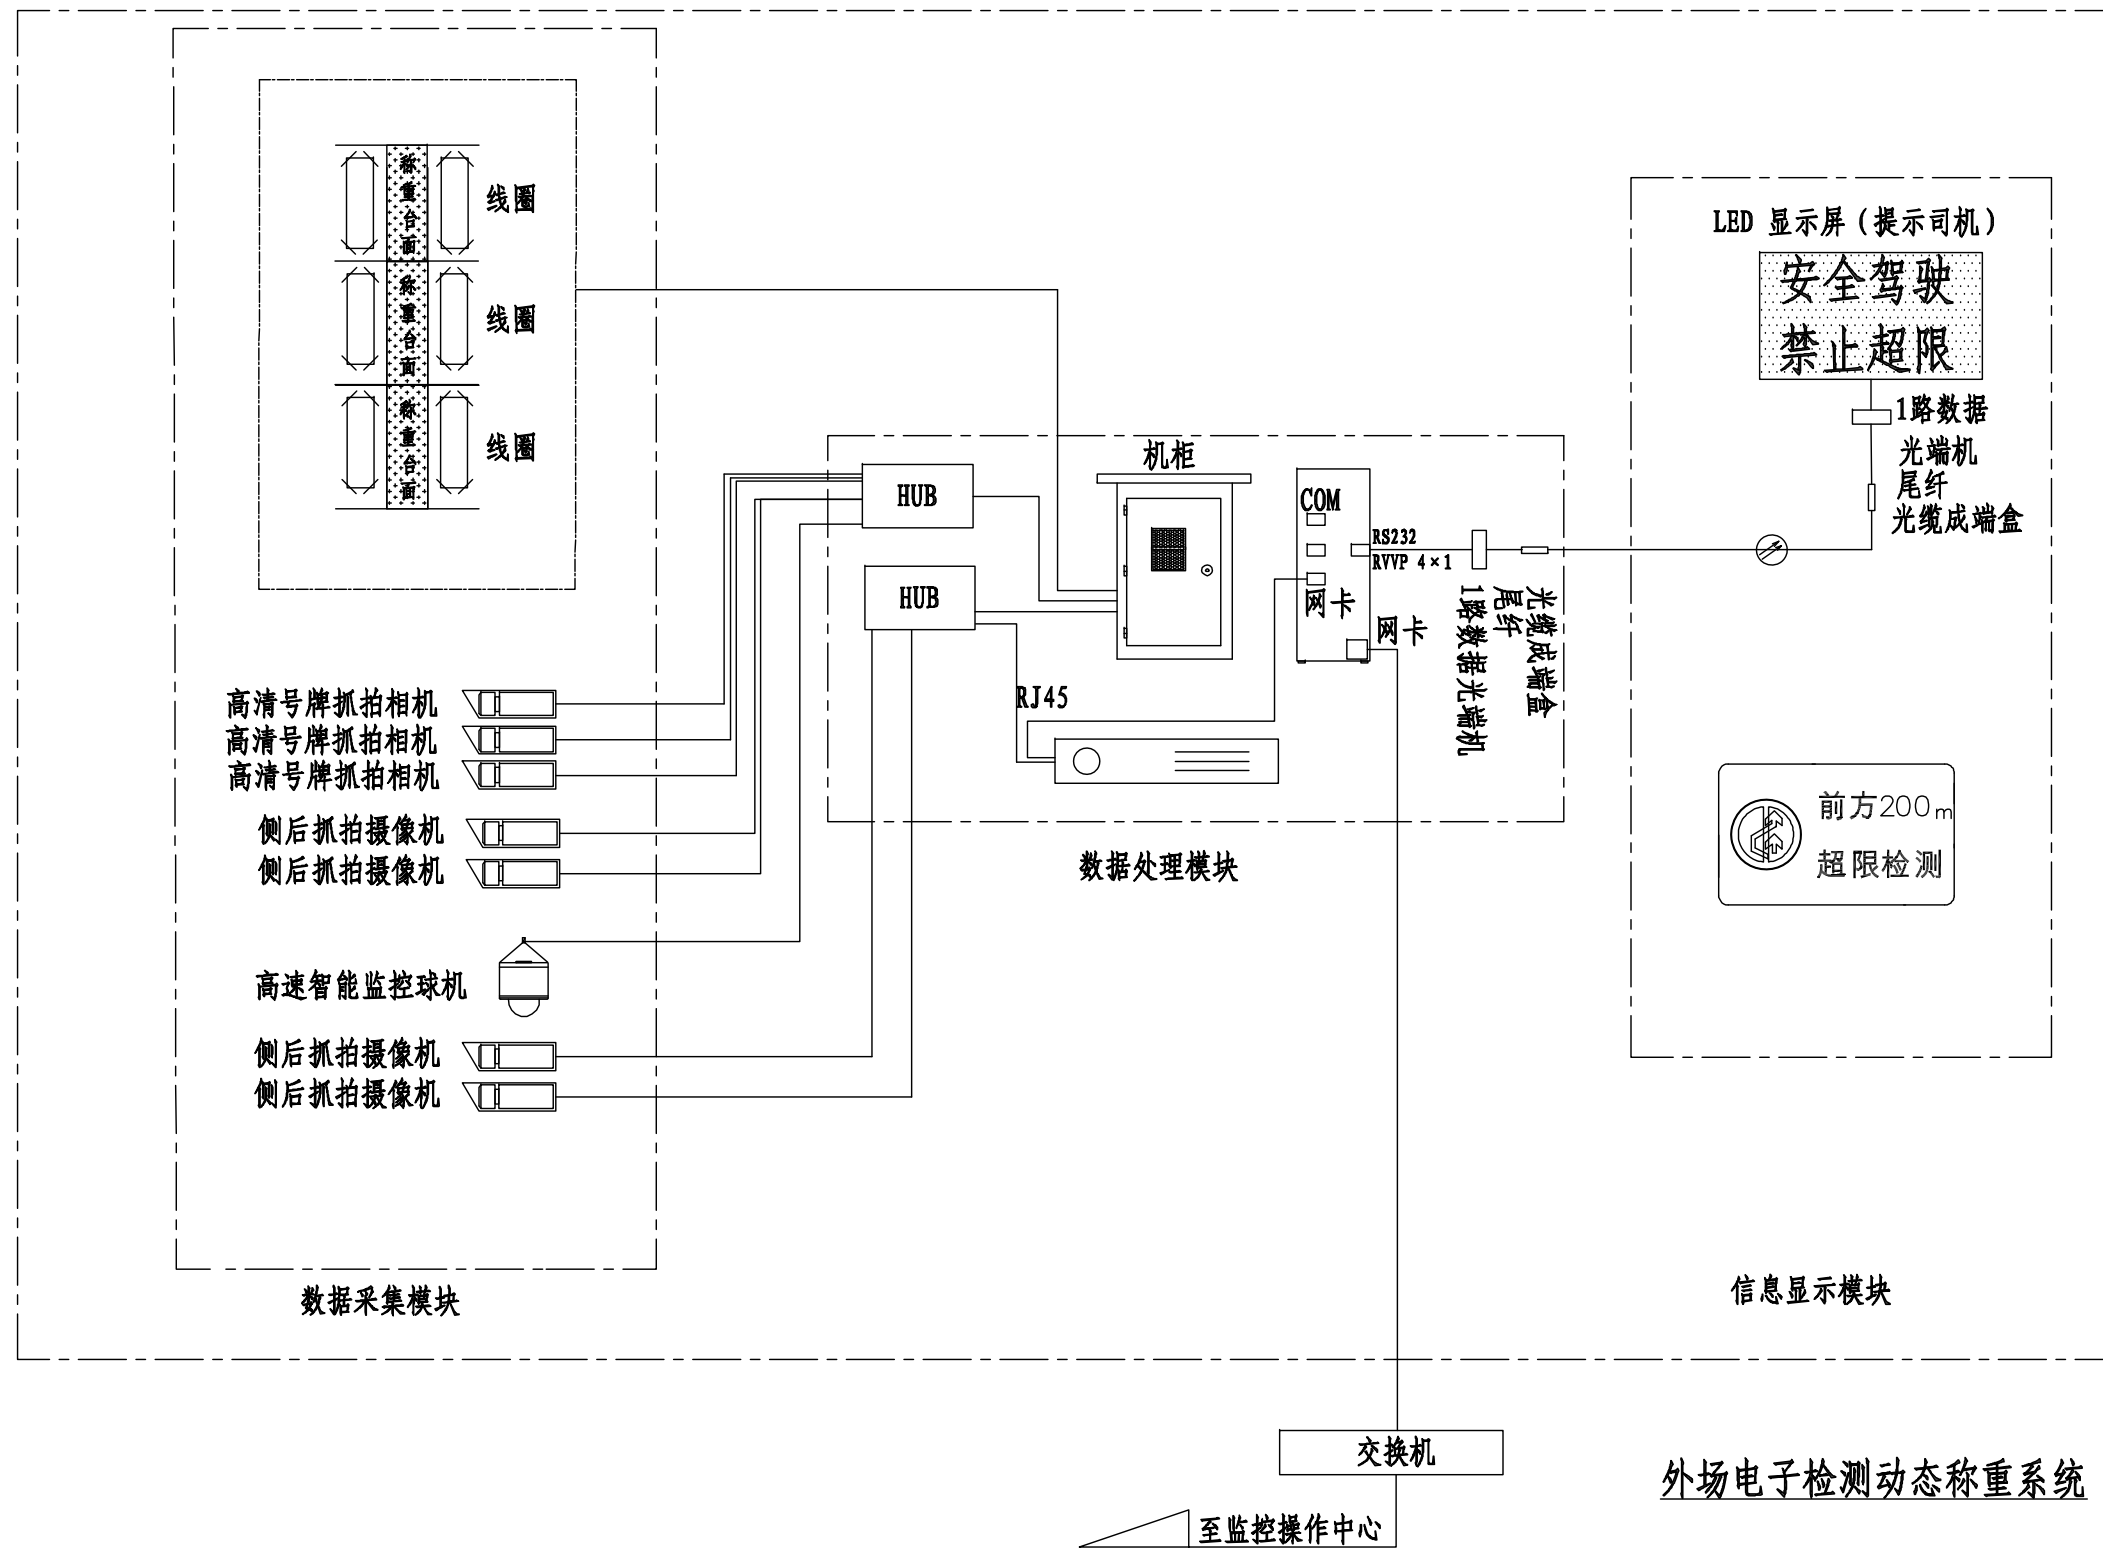 称重台面
线圈
称重台面
线圈
称重台面
线圈
高清号牌抓拍相机
高清号牌抓拍相机
高清号牌抓拍相机
侧后抓拍摄像机
侧后抓拍摄像机
高速智能监控球机
侧后抓拍摄像机
侧后抓拍摄像机
数据采集模块
HUB
HUB
机柜
COM
RS232
RVVP 4×1
网卡
网卡
RJ45
1路数据光端机
尾纤
光缆成端盒
数据处理模块
LED 显示屏(提示司机)
安全驾驶
禁止超限
1路数据
光端机
尾纤
光缆成端盒
前方200m
超限检测
信息显示模块
交换机
至监控操作中心
外场电子检测动态称重系统